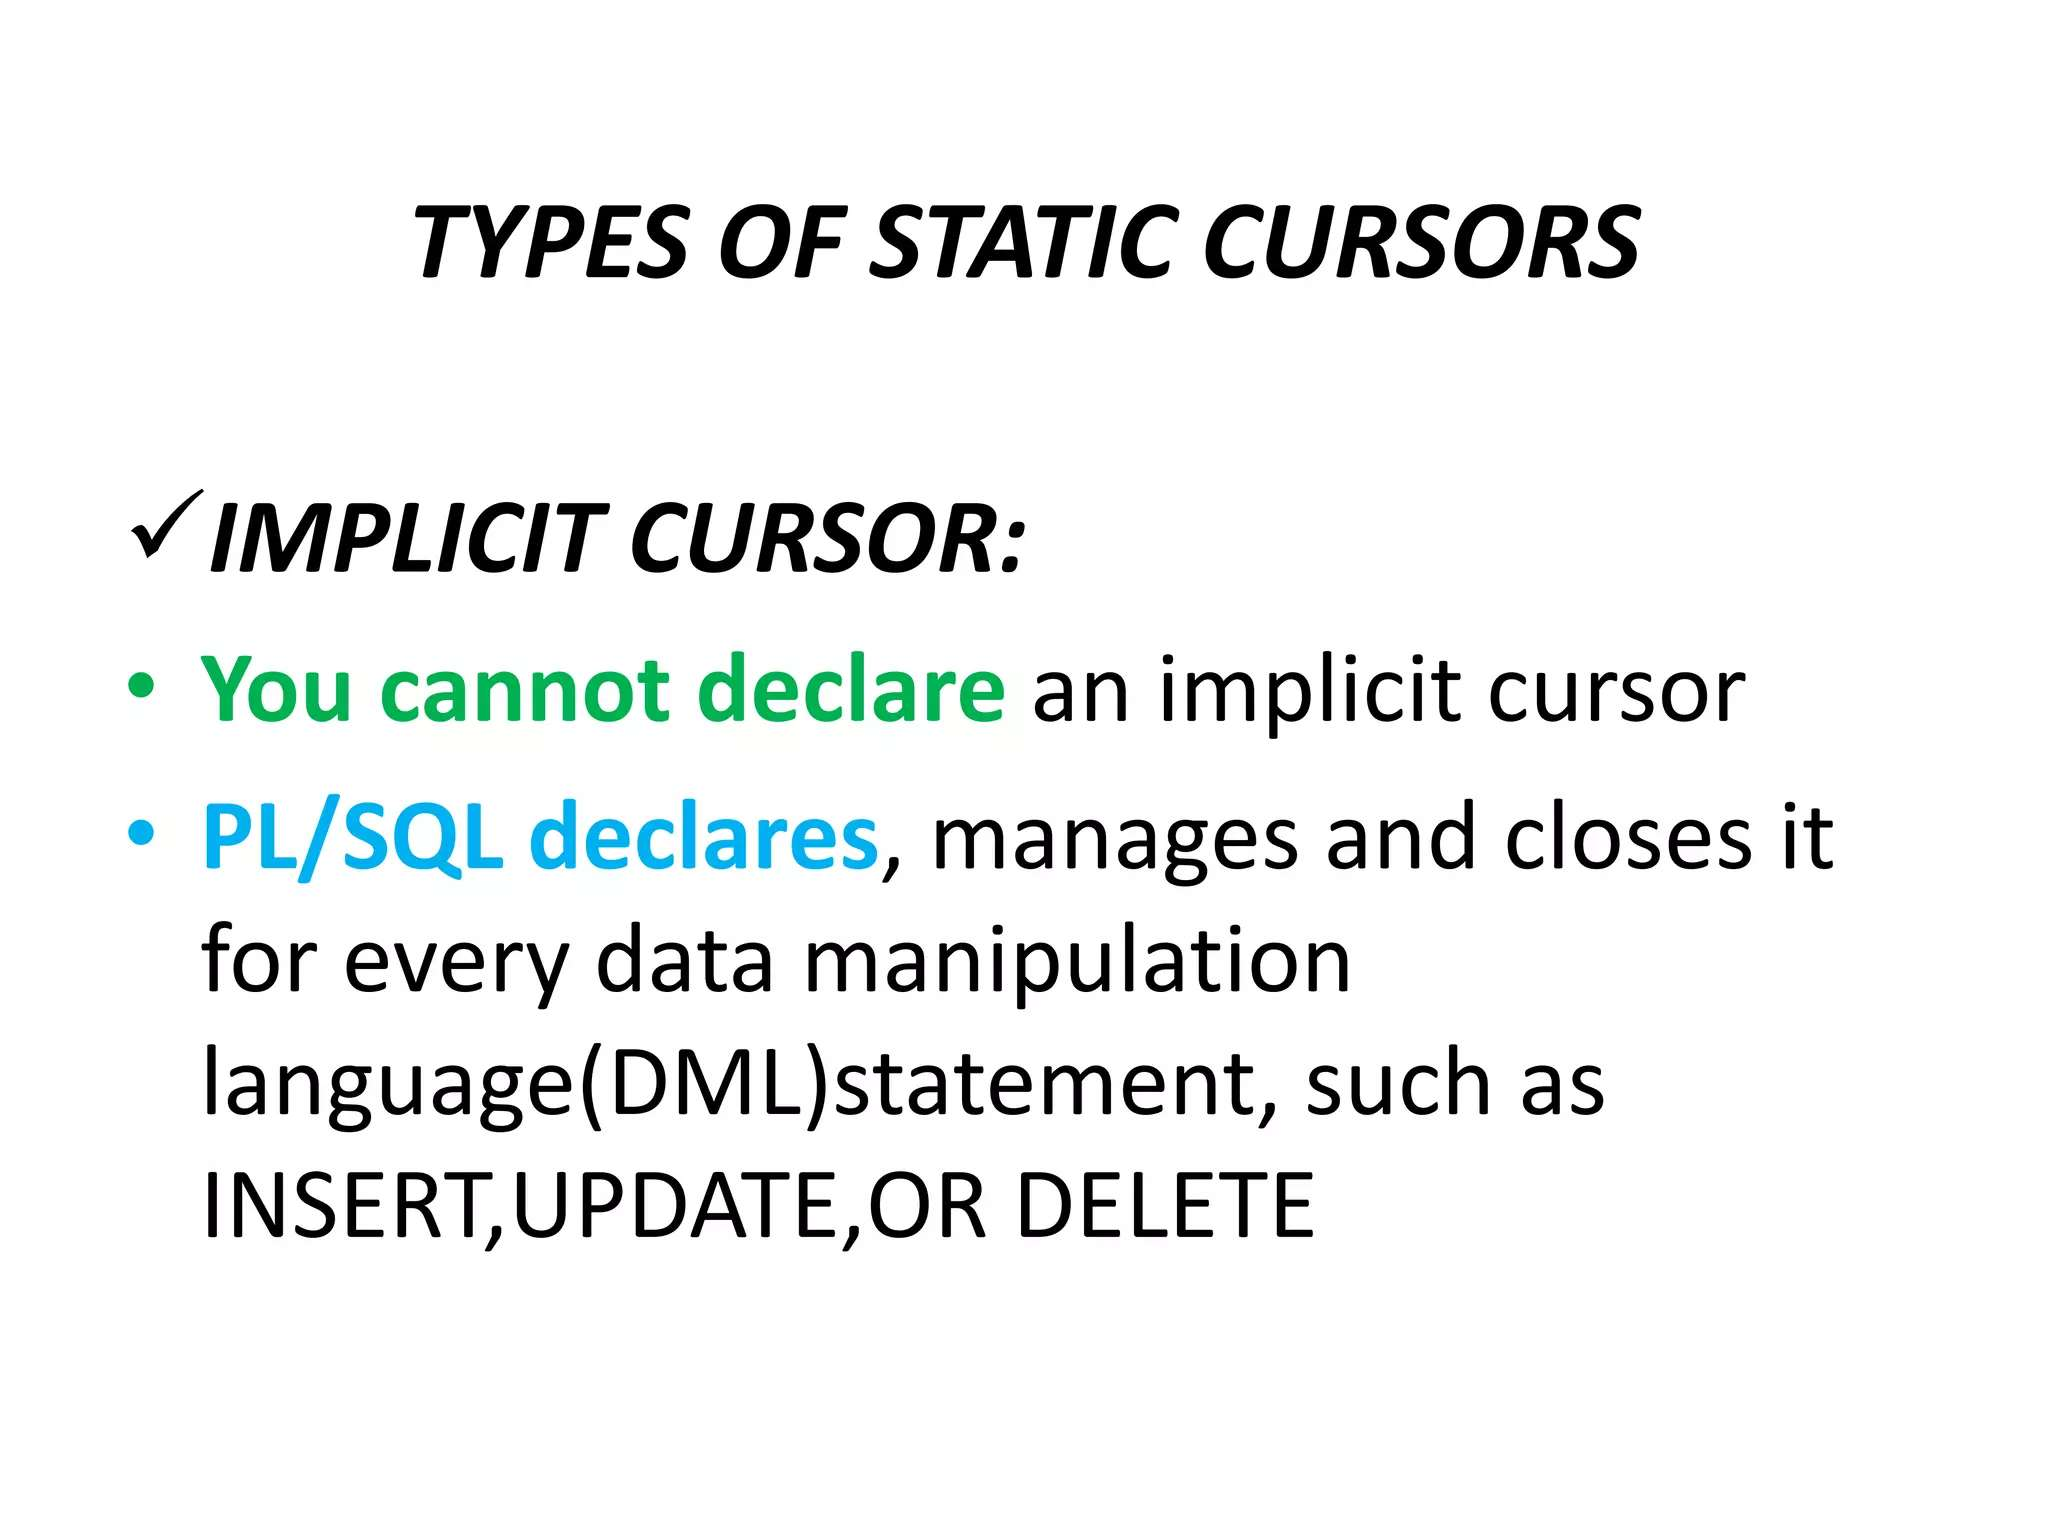 TYPES OF STATIC CURSORS
✓IMPLICIT CURSOR:
• You cannot declare an implicit cursor
• PL/SQL declares, manages and closes it
for every data manipulation
language(DML)statement, such as
INSERT,UPDATE,OR DELETE